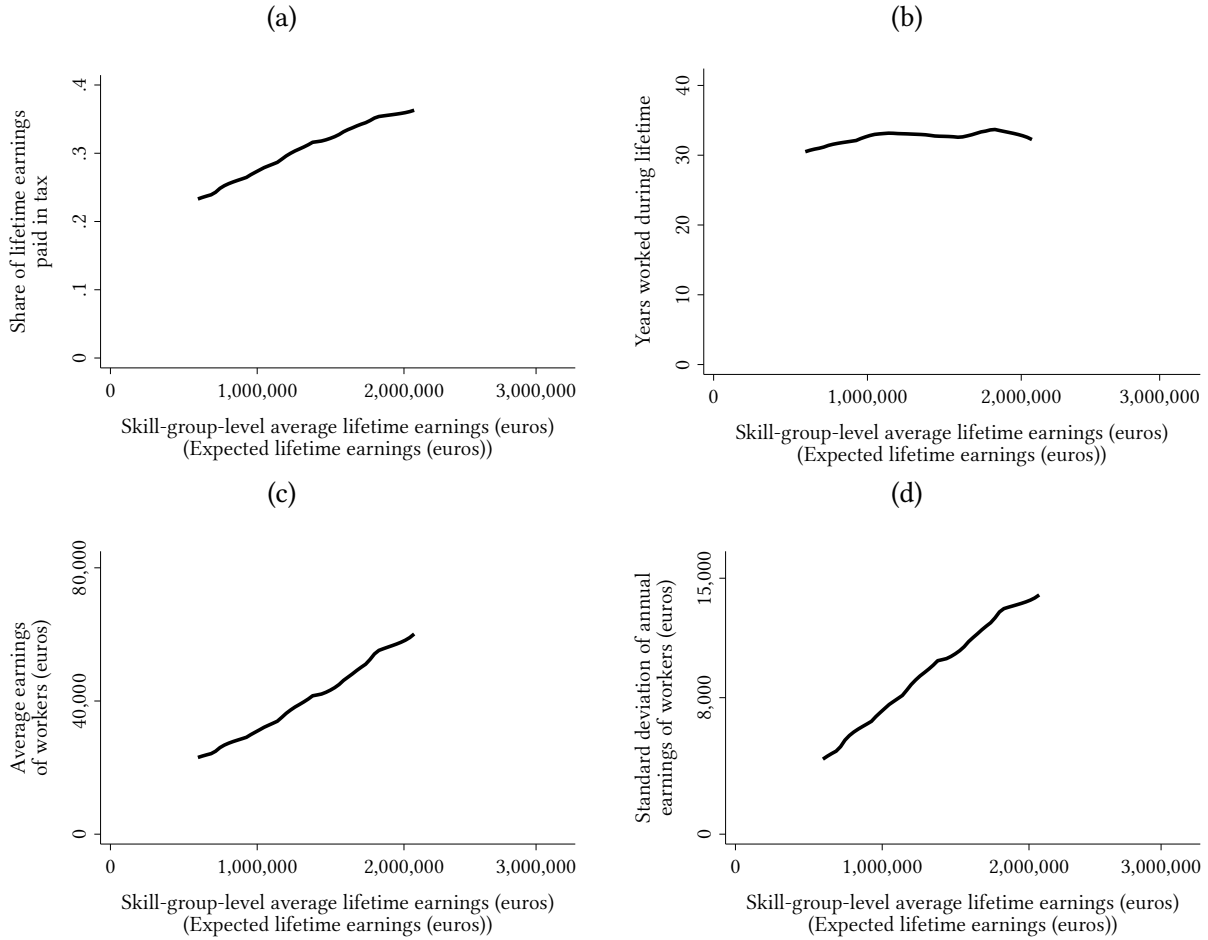 (a)
Share of lifetime earnings
paid in tax
.4
.3
.2
.1
0
0 1,000,000 2,000,000 3,000,000
Skill-group-level average lifetime earnings (euros)
(Expected lifetime earnings (euros))
(b)
Years worked during lifetime
40
30
20
10
0
0 1,000,000 2,000,000 3,000,000
Skill-group-level average lifetime earnings (euros)
(Expected lifetime earnings (euros))
(c)
Average earnings
of workers (euros)
80,000
40,000
0
0 1,000,000 2,000,000 3,000,000
Skill-group-level average lifetime earnings (euros)
(Expected lifetime earnings (euros))
(d)
Standard deviation of annual
earnings of workers (euros)
15,000
8,000
0
0 1,000,000 2,000,000 3,000,000
Skill-group-level average lifetime earnings (euros)
(Expected lifetime earnings (euros))